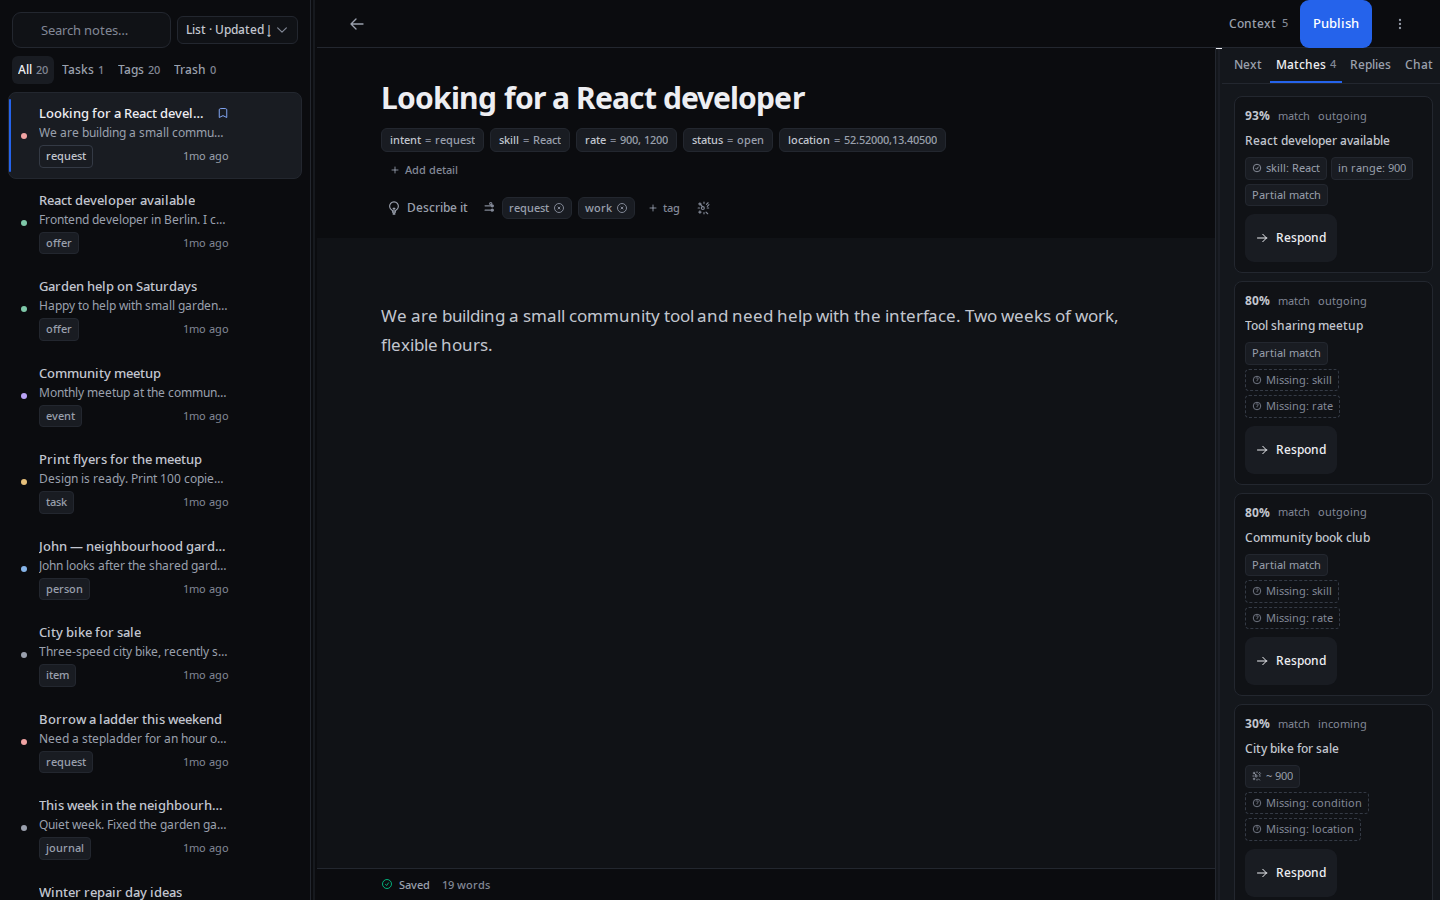 Search notes...
List · Updated ↓
All 20
Tasks 1
Tags 20
Trash 0
Looking for a React devel...
We are building a small commu...
request
1mo ago
React developer available
Frontend developer in Berlin. I c...
offer
1mo ago
Garden help on Saturdays
Happy to help with small garden...
offer
1mo ago
Community meetup
Monthly meetup at the commun...
event
1mo ago
Print flyers for the meetup
Design is ready. Print 100 copie...
task
1mo ago
John — neighbourhood gard...
John looks after the shared gard...
person
1mo ago
City bike for sale
Three-speed city bike, recently s...
item
1mo ago
Borrow a ladder this weekend
Need a stepladder for an hour o...
request
1mo ago
This week in the neighbourh...
Quiet week. Fixed the garden ga...
journal
1mo ago
Winter repair day ideas
Context 5
Publish
Looking for a React developer
intent = request
skill = React
rate = 900, 1200
status = open
location = 52.52000,13.40500
+ Add detail
Describe it
request
work
+ tag
We are building a small community tool and need help with the interface. Two weeks of work,
flexible hours.
Saved
19 words
Next
Matches 4
Replies
Chat
93% match outgoing
React developer available
skill: React
in range: 900
Partial match
Respond
80% match outgoing
Tool sharing meetup
Partial match
Missing: skill
Missing: rate
Respond
80% match outgoing
Community book club
Partial match
Missing: skill
Missing: rate
Respond
30% match incoming
City bike for sale
~ 900
Missing: condition
Missing: location
Respond